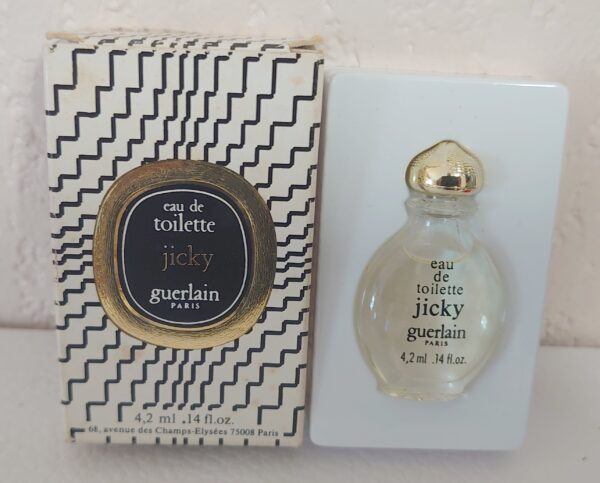 eau de
toilette
jicky
guerlain
PARIS
4,2 ml .14 fl.oz.
68, avenue des Champs-Elysées 75008 Paris
eau
de
toilette
jicky
guerlain
PARIS
4,2 ml .14 fl.oz.